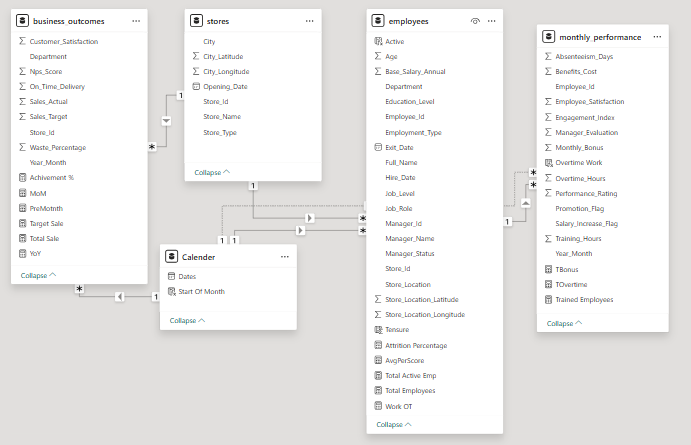 business_outcomes
Customer_Satisfaction
Department
Nps_Score
On_Time_Delivery
Sales_Actual
Sales_Target
Store_Id
Waste_Percentage
Year_Month
Achivement %
MoM
PreMotnth
Target Sale
Total Sale
YoY
Collapse
stores
City
City_Latitude
City_Longitude
Opening_Date
Store_Id
Store_Name
Store_Type
Collapse
Calender
Dates
Start Of Month
Collapse
employees
Active
Age
Base_Salary_Annual
Department
Education_Level
Employee_Id
Employment_Type
Exit_Date
Full_Name
Hire_Date
Job_Level
Job_Role
Manager_Id
Manager_Name
Manager_Status
Store_Id
Store_Location
Store_Location_Latitude
Store_Location_Longitude
Tensure
Attrition Percentage
AvgPerScore
Total Active Emp
Total Employees
Work OT
Collapse
monthly_performance
Absenteeism_Days
Benefits_Cost
Employee_Id
Employee_Satisfaction
Engagement_Index
Manager_Evaluation
Monthly_Bonus
Overtime Work
Overtime_Hours
Performance_Rating
Promotion_Flag
Salary_Increase_Flag
Training_Hours
Year_Month
TBonus
TOvertime
Trained Employees
Collapse
1
*
1
*
1
1
*
1
*
1
*
*